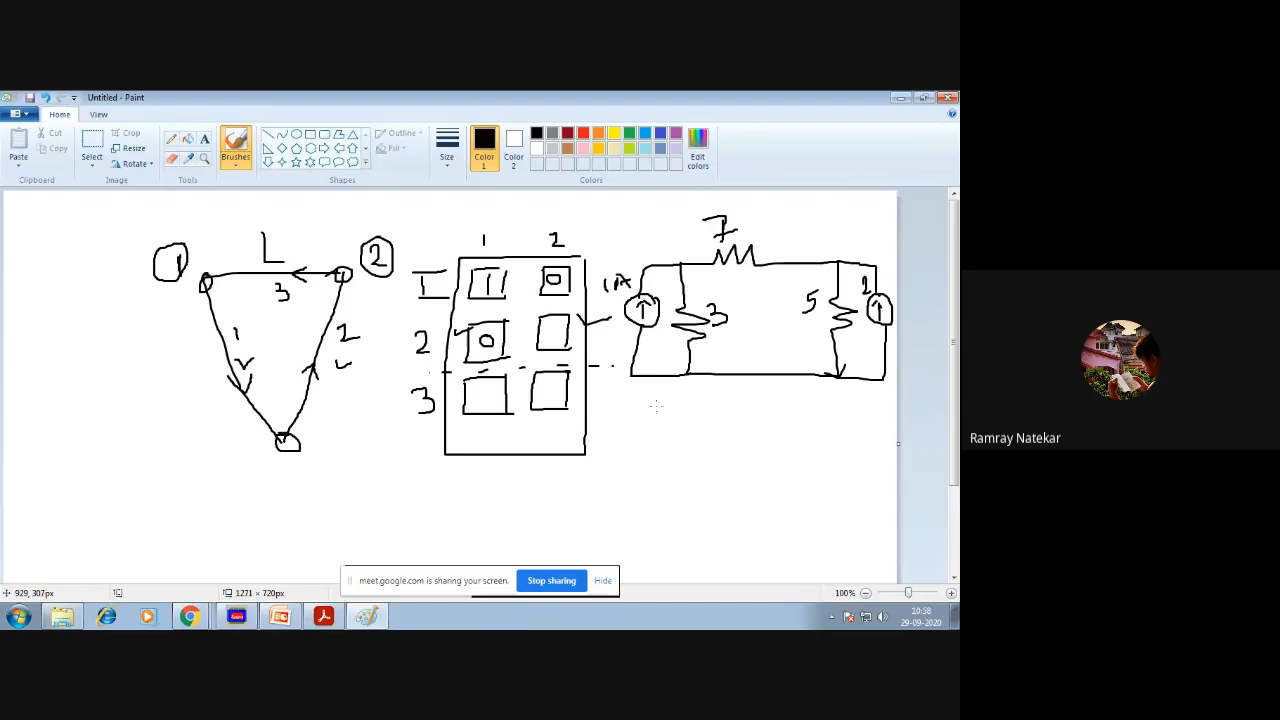 Untitled - Paint
Home
View
Paste
Cut
Copy
Clipboard
Select
Crop
Resize
Rotate
Image
A
Tools
Brushes
Outline
Fill
Shapes
Size
Color 1
Color 2
Edit colors
Colors
1
L
2
3
1
2
1 2
1
1 0
2
0
3
7
3
5
2
meet.google.com is sharing your screen.
Stop sharing
Hide
929, 307px
1271 × 720px
100%
10:58
29-09-2020
Ramray Natekar